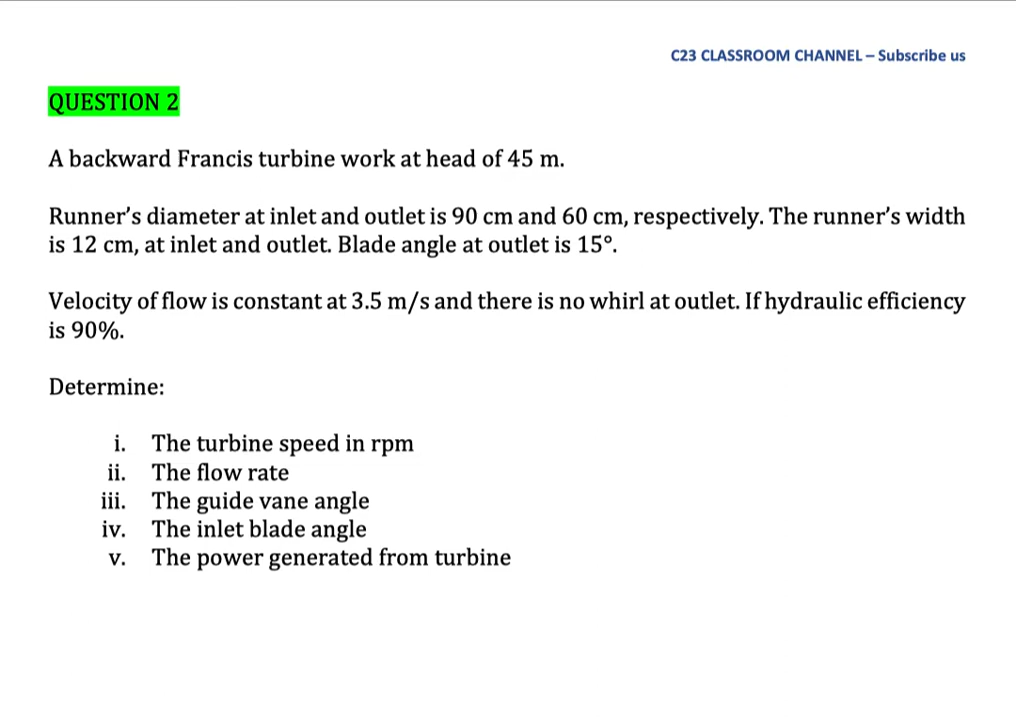 C23 CLASSROOM CHANNEL – Subscribe us
QUESTION 2
A backward Francis turbine work at head of 45 m.
Runner’s diameter at inlet and outlet is 90 cm and 60 cm, respectively. The runner’s width
is 12 cm, at inlet and outlet. Blade angle at outlet is 15°.
Velocity of flow is constant at 3.5 m/s and there is no whirl at outlet. If hydraulic efficiency
is 90%.
Determine:
i. The turbine speed in rpm
ii. The flow rate
iii. The guide vane angle
iv. The inlet blade angle
v. The power generated from turbine